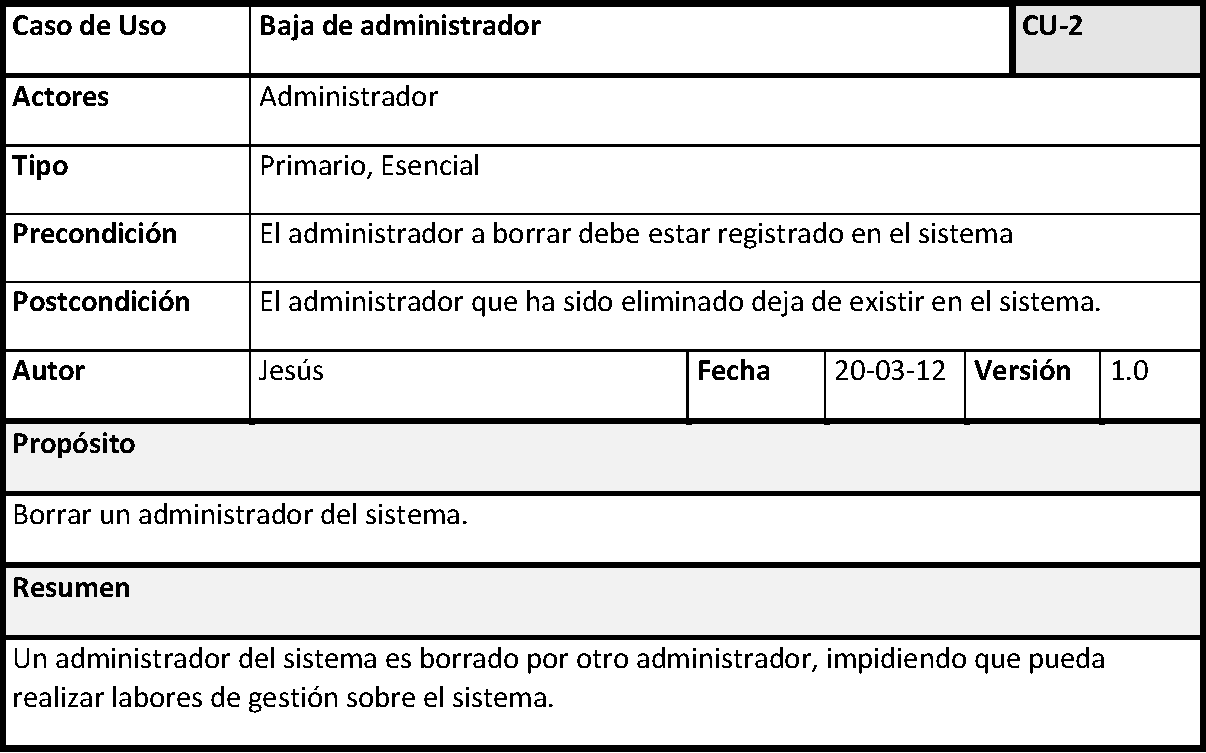 Caso de Uso Baja de administrador CU-2
Actores Administrador
Tipo Primario, Esencial
Precondición El administrador a borrar debe estar registrado en el sistema
Postcondición El administrador que ha sido eliminado deja de existir en el sistema.
Autor Jesús Fecha 20-03-12 Versión 1.0
Propósito
Borrar un administrador del sistema.
Resumen
Un administrador del sistema es borrado por otro administrador, impidiendo que pueda
realizar labores de gestión sobre el sistema.